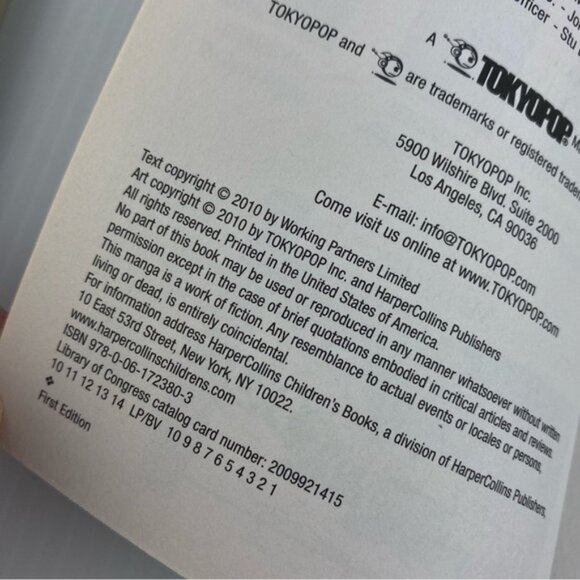 Officer - Stu
A TOKYOPOP®
TOKYOPOP and are trademarks or registered
TOKYOPOP Inc.
5900 Wilshire Blvd. Suite 2000
Los Angeles, CA 90036
E-mail: info@TOKYOPOP.com
Come visit us online at www.TOKYOPOP.com
Text copyright © 2010 by Working Partners Limited
Art copyright © 2010 by TOKYOPOP Inc. and HarperCollins Publishers
All rights reserved. Printed in the United States of America.
No part of this book may be used or reproduced in any manner whatsoever without written
permission except in the case of brief quotations embodied in critical articles and reviews.
This manga is a work of fiction. Any resemblance to actual events or locales or persons,
living or dead, is entirely coincidental.
For information address HarperCollins Children's Books, a division of HarperCollins Publishers,
10 East 53rd Street, New York, NY 10022.
www.harpercollinschildrens.com
ISBN 978-0-06-172380-3
Library of Congress catalog card number: 2009921415
10 11 12 13 14 LP/BV 10 9 8 7 6 5 4 3 2 1
First Edition